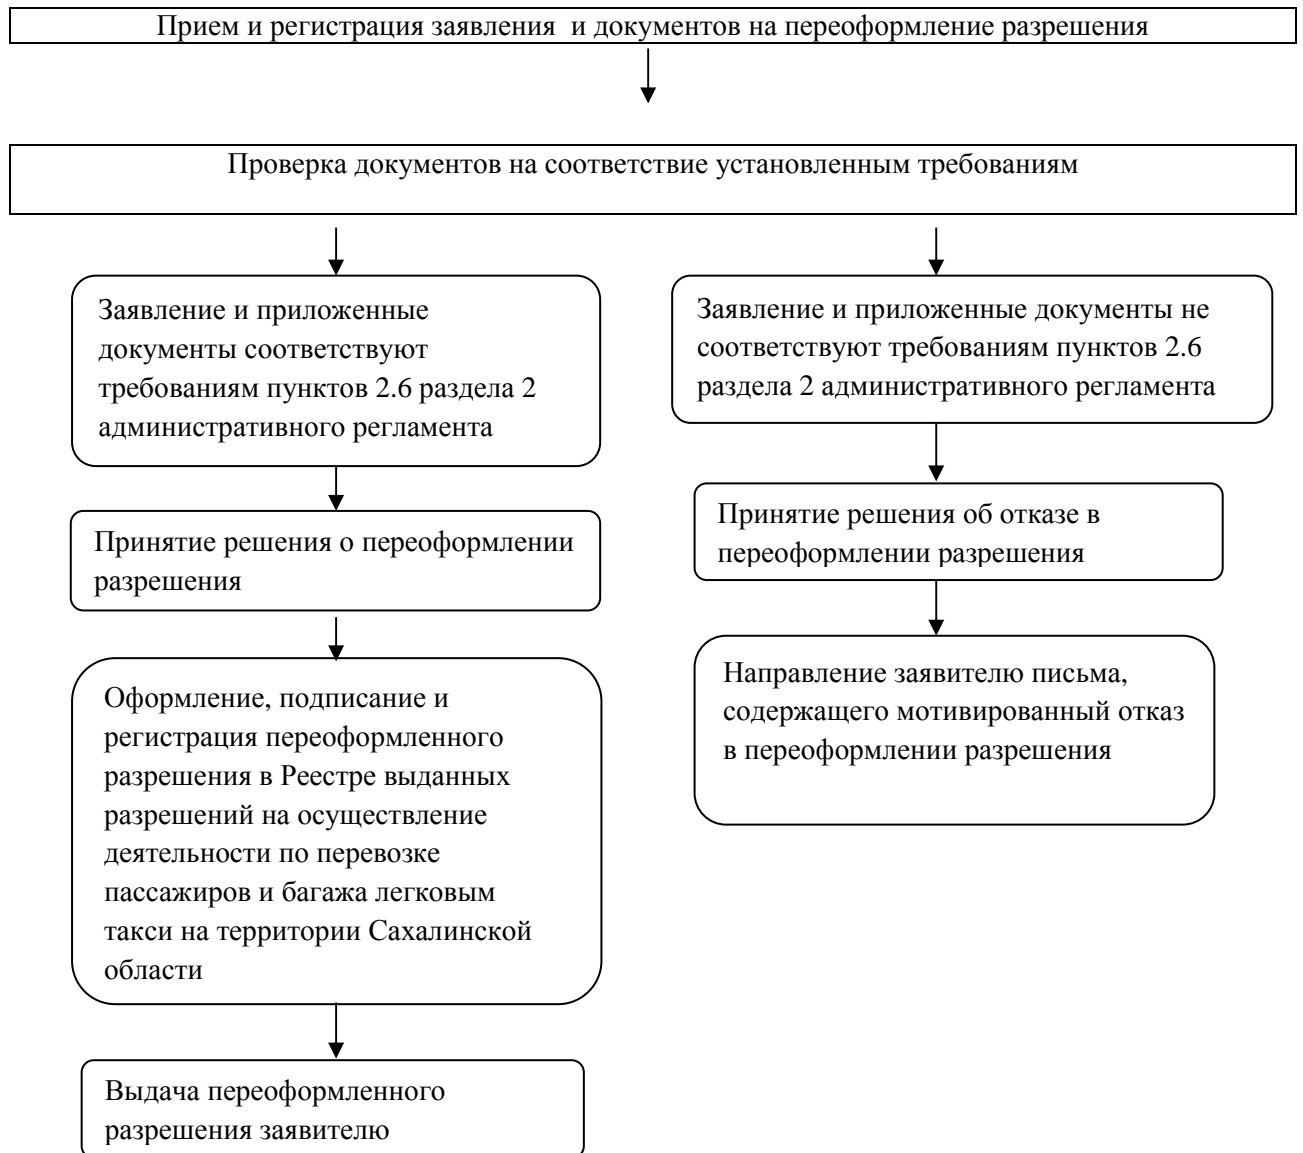 Прием и регистрация заявления  и документов на переоформление разрешения
Проверка документов на соответствие установленным требованиям
Заявление и приложенные
документы соответствуют
требованиям пунктов 2.6 раздела 2
административного регламента
Заявление и приложенные документы не
соответствуют требованиям пунктов 2.6
раздела 2 административного регламента
Принятие решения о переоформлении
разрешения
Принятие решения об отказе в
переоформлении разрешения
Оформление, подписание и
регистрация переоформленного
разрешения в Реестре выданных
разрешений на осуществление
деятельности по перевозке
пассажиров и багажа легковым
такси на территории Сахалинской
области
Направление заявителю письма,
содержащего мотивированный отказ
в переоформлении разрешения
Выдача переоформленного
разрешения заявителю